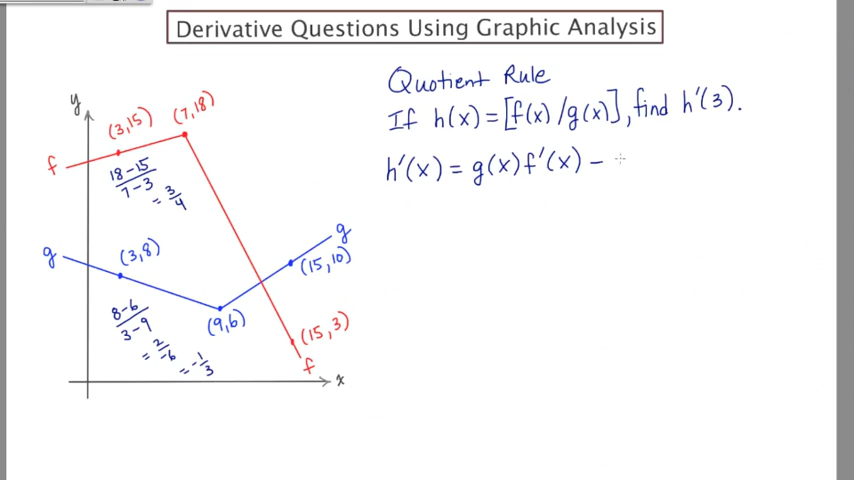 Derivative Questions Using Graphic Analysis
Quotient Rule
If h(x) = [f(x) /g(x)], find h'(3).
h'(x) = g(x) f'(x) −
y
(3,15)
(7,18)
f
18-15
7-3
= 3/4
g
(3,8)
g
(15,10)
8-6
3-9
= 2/-6
= -1/3
(9,6)
(15,3)
f
x